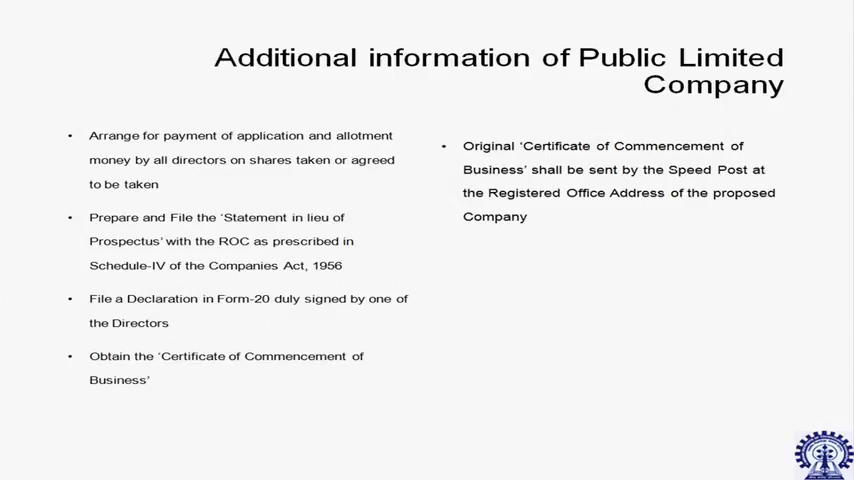 Additional information of Public Limited
Company
• Arrange for payment of application and allotment
money by all directors on shares taken or agreed
to be taken
• Prepare and File the ‘Statement in lieu of
Prospectus’ with the ROC as prescribed in
Schedule-IV of the Companies Act, 1956
• File a Declaration in Form-20 duly signed by one of
the Directors
• Obtain the ‘Certificate of Commencement of
Business’
• Original ‘Certificate of Commencement of
Business’ shall be sent by the Speed Post at
the Registered Office Address of the proposed
Company